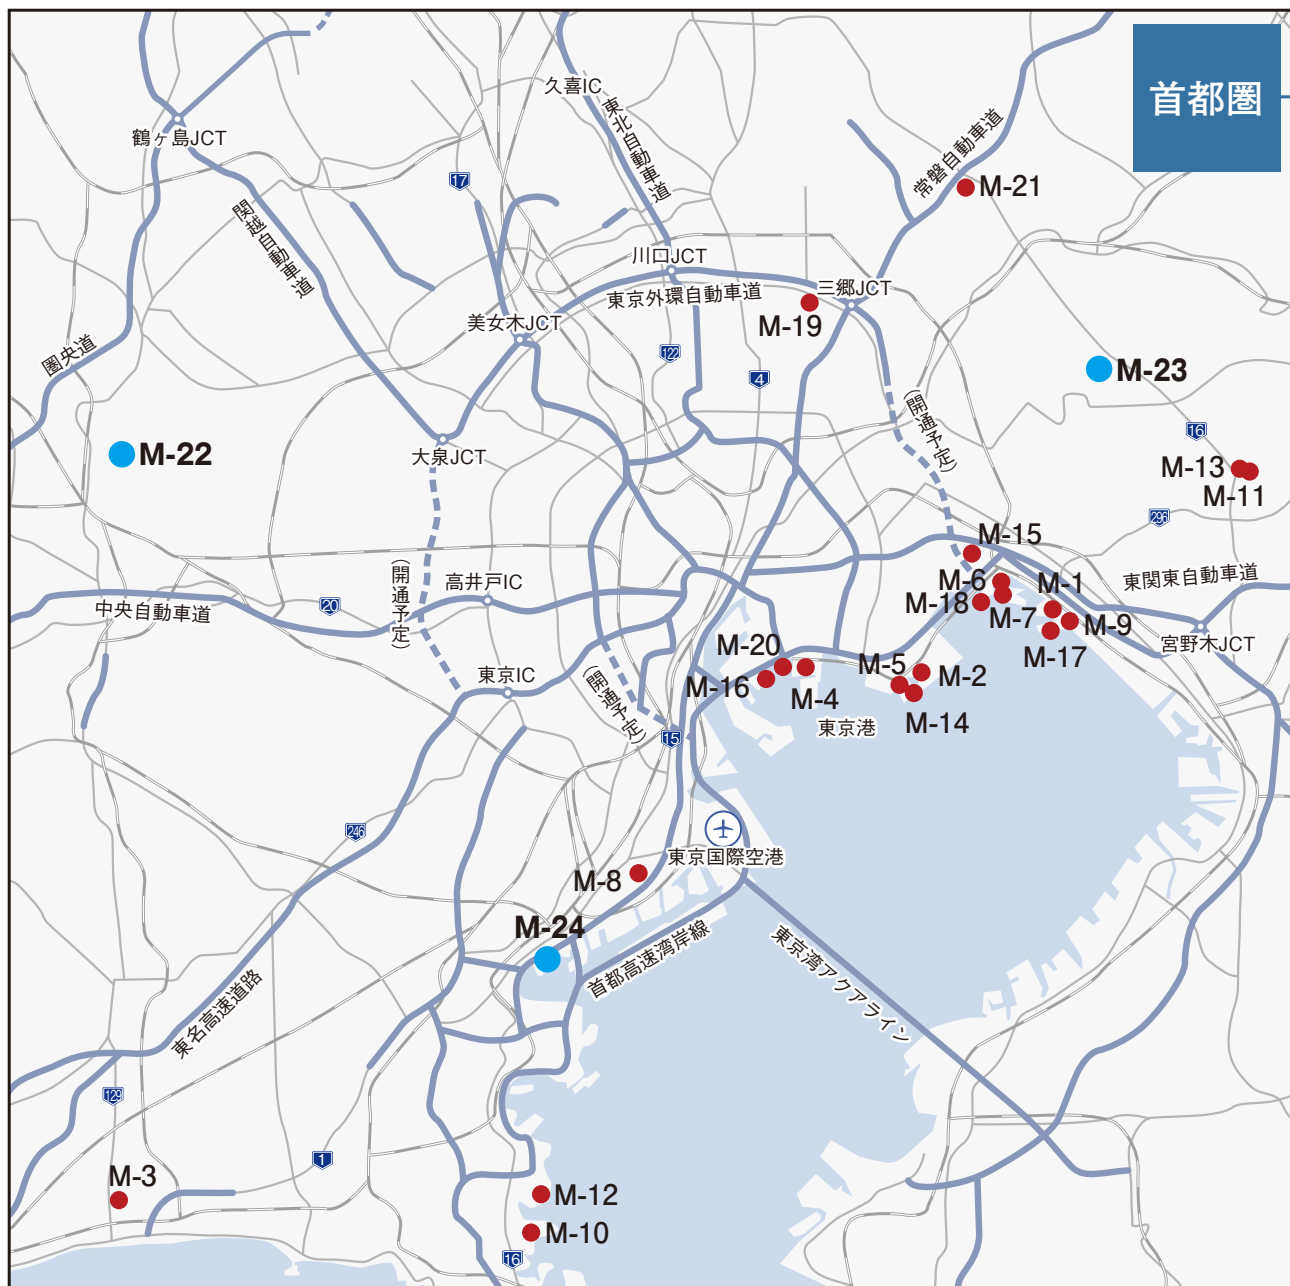 首都圏
久喜IC
東北自動車道
鶴ヶ島JCT
常磐自動車道
17
M-21
関越自動車道
川口JCT
三郷JCT
東京外環自動車道
美女木JCT
M-19
圏央道
122
4
M-23
(開通予定)
16
大泉JCT
M-22
M-13
M-11
296
M-15
(開通予定)
高井戸IC
M-6
M-1
東関東自動車道
20
中央自動車道
M-18
M-7
M-9
宮野木JCT
M-17
M-20
M-5
M-2
東京IC
(開通予定)
M-16
M-4
M-14
東京港
15
246
東京国際空港
M-8
M-24
首都高速湾岸線
東京湾アクアライン
東名高速道路
129
1
M-3
M-12
M-10
16